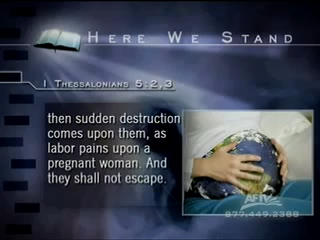 HERE WE STAND
1 THESSALONIANS 5:2,3
then sudden destruction
comes upon them, as
labor pains upon a
pregnant woman. And
they shall not escape.
AFTV
877.449.2388